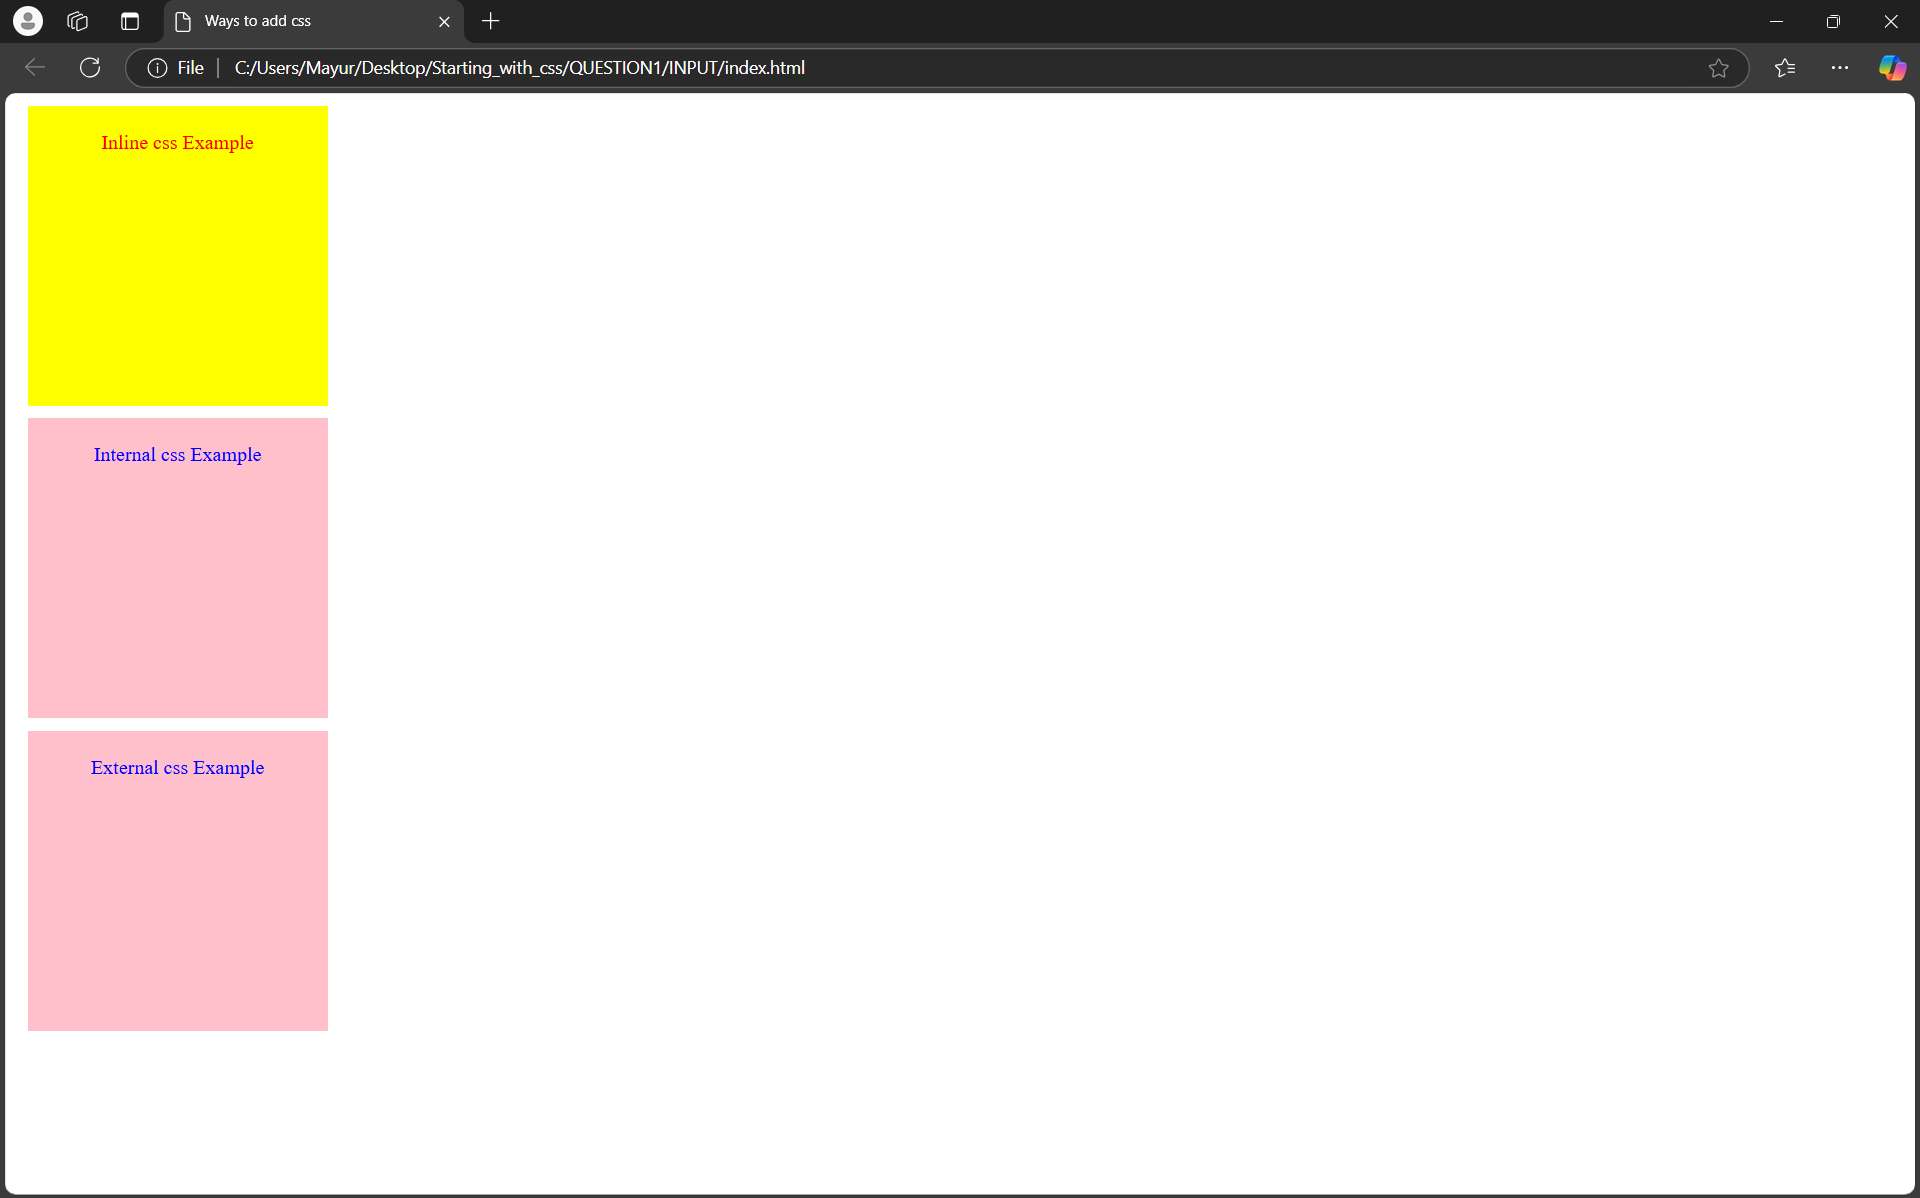 Ways to add css
File C:/Users/Mayur/Desktop/Starting_with_css/QUESTION1/INPUT/index.html
Inline css Example
Internal css Example
External css Example